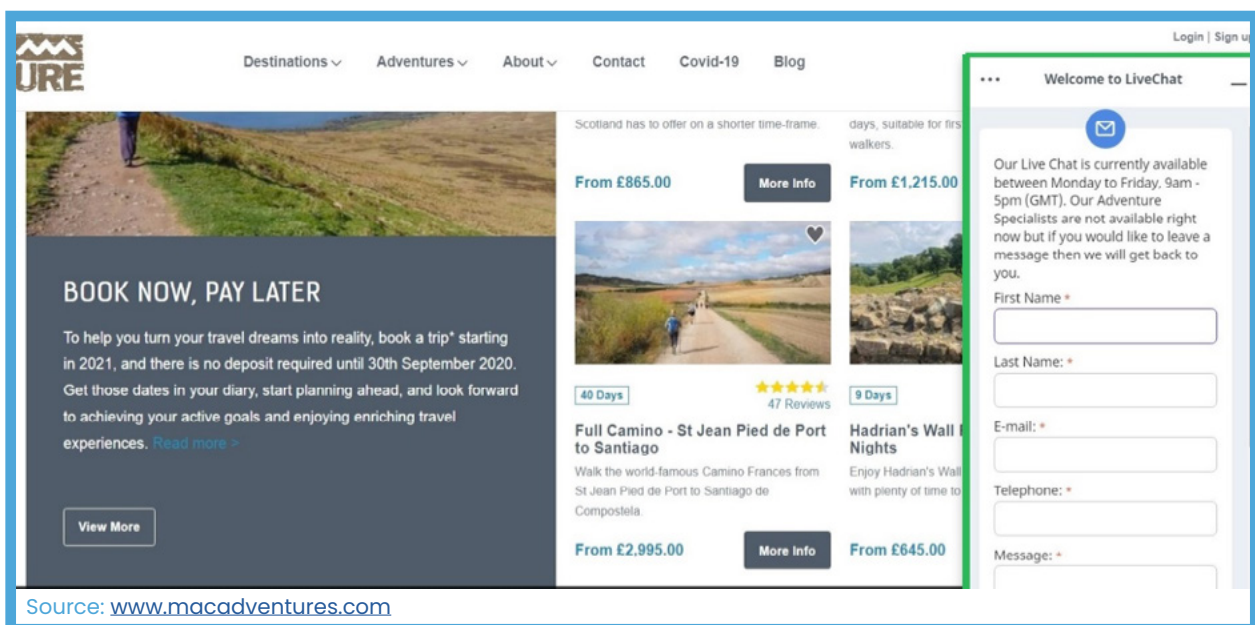 URE
Destinations
Adventures
About
Contact
Covid-19
Blog
Login | Sign up
Scotland has to offer on a shorter time-frame.
From £865.00
More Info
days, suitable for firs
walkers.
From £1,215.00
BOOK NOW, PAY LATER
To help you turn your travel dreams into reality, book a trip* starting
in 2021, and there is no deposit required until 30th September 2020.
Get those dates in your diary, start planning ahead, and look forward
to achieving your active goals and enjoying enriching travel
experiences. Read more >
View More
40 Days
47 Reviews
Full Camino - St Jean Pied de Port
to Santiago
Walk the world-famous Camino Frances from
St Jean Pied de Port to Santiago de
Compostela.
From £2,995.00
More Info
9 Days
Hadrian's Wall
Nights
Enjoy Hadrian's Wall
with plenty of time to
From £645.00
Welcome to LiveChat
Our Live Chat is currently available
between Monday to Friday, 9am -
5pm (GMT). Our Adventure
Specialists are not available right
now but if you would like to leave a
message then we will get back to
you.
First Name *
Last Name: *
E-mail: *
Telephone: *
Message: *
Source: www.macadventures.com